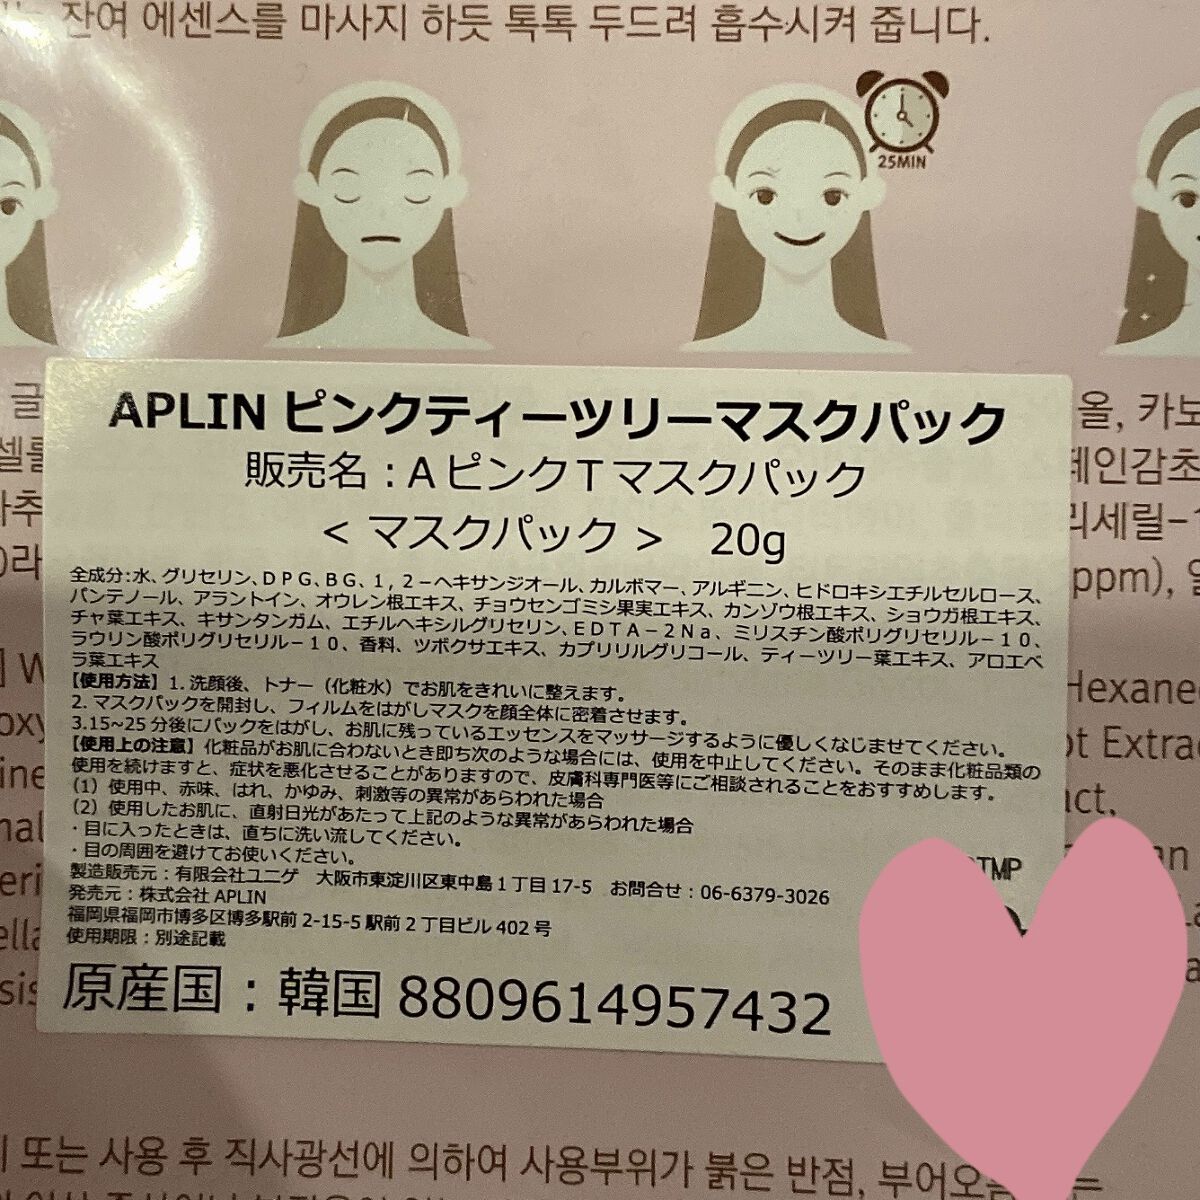 잔여 에센스를 마사지 하듯 톡톡 두드려 흡수시켜 줍니다.
25MIN
APLIN ピンクティーツリーマスクパック
販売名：AピンクTマスクパック
＜ マスクパック ＞ 20g
全成分:水、グリセリン、DPG、BG、1，2－ヘキサンジオール、カルボマー、アルギニン、ヒドロキシエチルセルロース、
パンテノール、アラントイン、オウレン根エキス、チョウセンゴミシ果実エキス、カンゾウ根エキス、ショウガ根エキス、
チャ葉エキス、キサンタンガム、エチルヘキシルグリセリン、EDTA－2Na、ミリスチン酸ポリグリセリル－10、
ラウリン酸ポリグリセリル－10、香料、ツボクサエキス、カプリリルグリコール、ティーツリー葉エキス、アロエベ
ラ葉エキス
【使用方法】1. 洗顔後、トナー（化粧水）でお肌をきれいに整えます。
2. マスクパックを開封し、フィルムをはがしマスクを顔全体に密着させます。
3.15~25分後にパックをはがし、お肌に残っているエッセンスをマッサージするように優しくなじませてください。
【使用上の注意】化粧品がお肌に合わないとき即ち次のような場合には、使用を中止してください。そのまま化粧品類の
使用を続けますと、症状を悪化させることがありますので、皮膚科専門医等にご相談されることをおすすめします。
(1) 使用中、赤味、はれ、かゆみ、刺激等の異常があらわれた場合
(2) 使用したお肌に、直射日光があたって上記のような異常があらわれた場合
・目に入ったときは、直ちに洗い流してください。
・目の周囲を避けてお使いください。
製造販売元：有限会社ユニゲ 大阪市東淀川区東中島1丁目17-5 お問合せ：06-6379-3026
発売元：株式会社 APLIN
福岡県福岡市博多区博多駅前 2-15-5 駅前2丁目ビル 402号
使用期限：別途記載
原産国：韓国 8809614957432
올, 카보
인감초
리세릴-1
ppm),
Hexaned
ot Extrac
act,
TMP
또는 사용 후 직사광선에 의하여 사용부위가 붉은 반점, 부어오